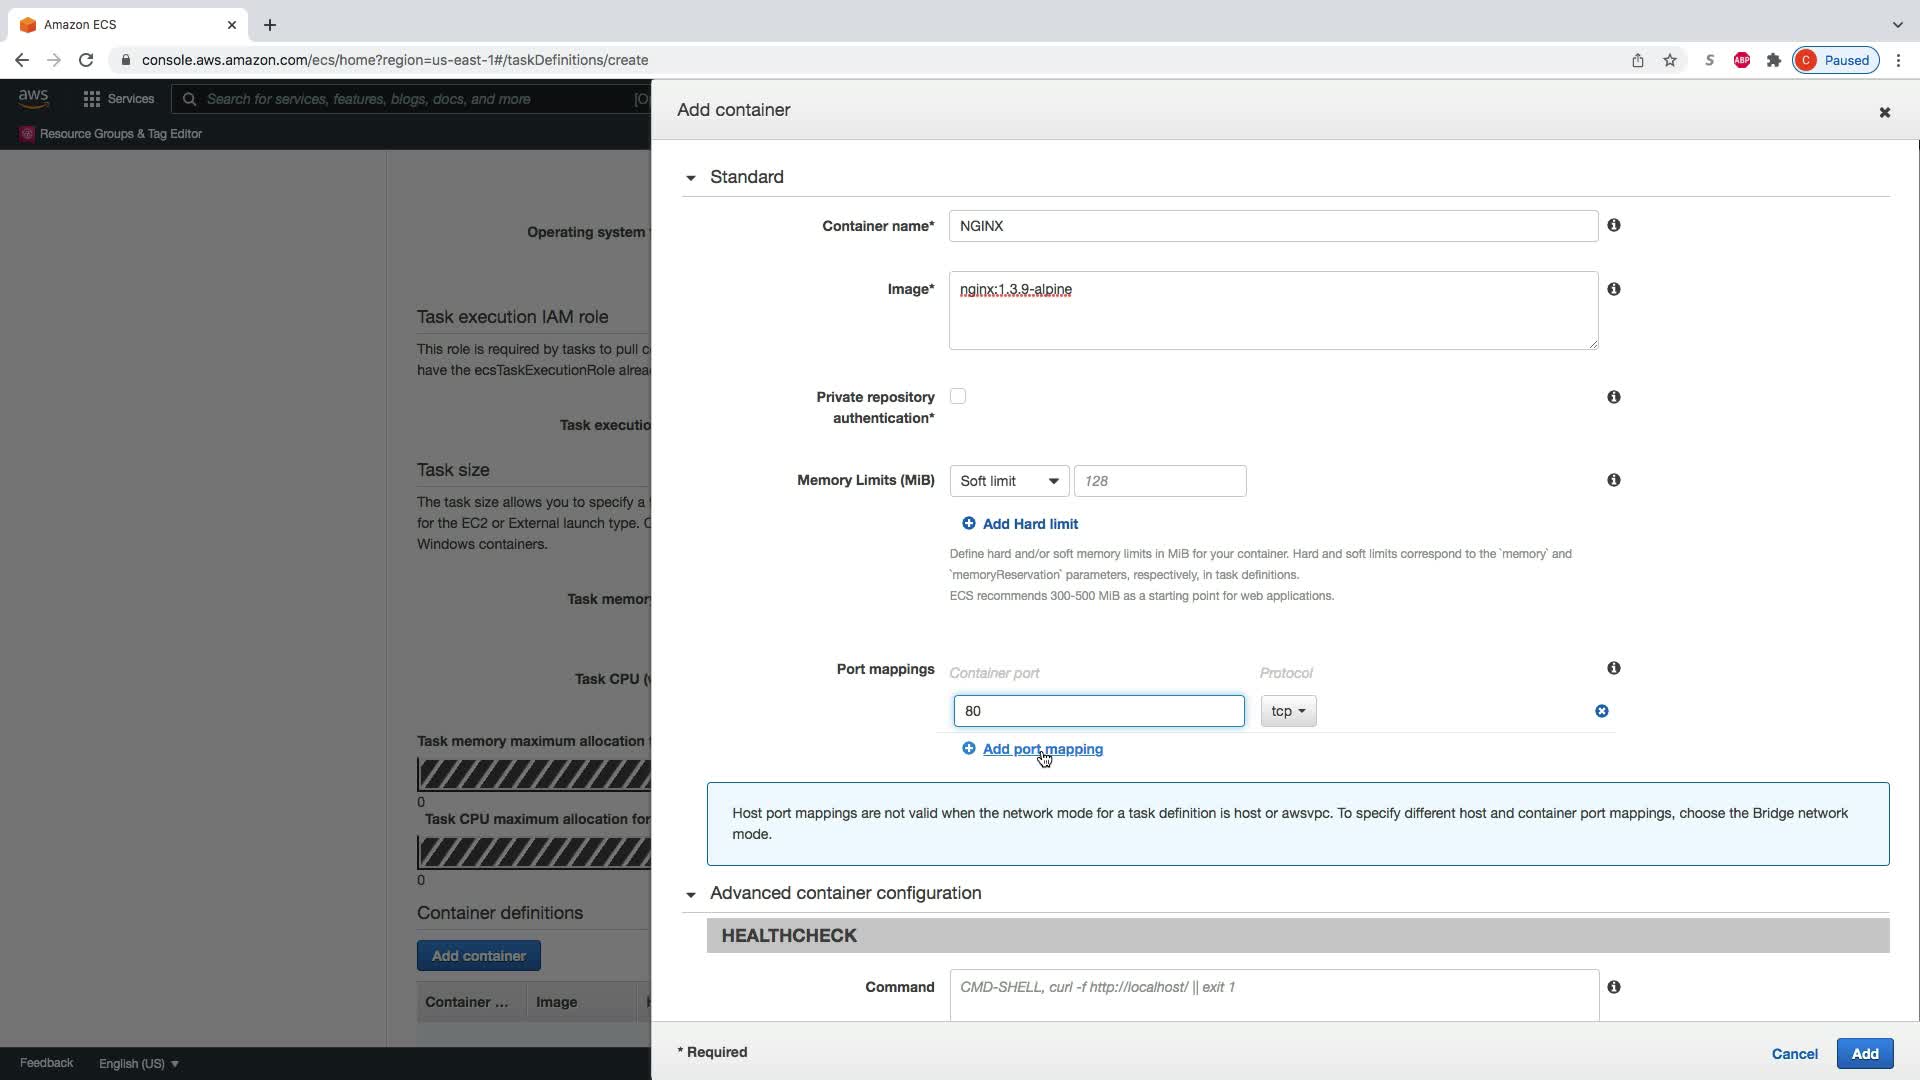 Amazon ECS
console.aws.amazon.com/ecs/home?region=us-east-1#/taskDefinitions/create
S
ABP
C
Paused
aws
Services
Search for services, features, blogs, docs, and more
Resource Groups & Tag Editor
Add container
Standard
Container name*
NGINX
Operating system
Image*
nginx:1.3.9-alpine
Task execution IAM role
This role is required by tasks to pull
have the ecsTaskExecutionRole
Private repository
authentication*
Task
Task size
Memory Limits (MiB)
Soft limit
128
The task size allows you to specify a
for the EC2 or External launch type.
Windows containers.
Add Hard limit
Define hard and/or soft memory limits in MiB for your container. Hard and soft limits correspond to the `memory` and
`memoryReservation` parameters, respectively, in task definitions.
ECS recommends 300-500 MiB as a starting point for web applications.
Task
Port mappings
Container port
Protocol
Task CPU
80
tcp
Task memory maximum allocation
Add port mapping
0
Task CPU maximum allocation for
Host port mappings are not valid when the network mode for a task definition is host or awsvpc. To specify different host and container port mappings, choose the Bridge network
mode.
0
Container definitions
Advanced container configuration
HEALTHCHECK
Add container
Command
CMD-SHELL, curl -f http://localhost/ || exit 1
Container ...
Image
* Required
Cancel
Add
Feedback
English (US)